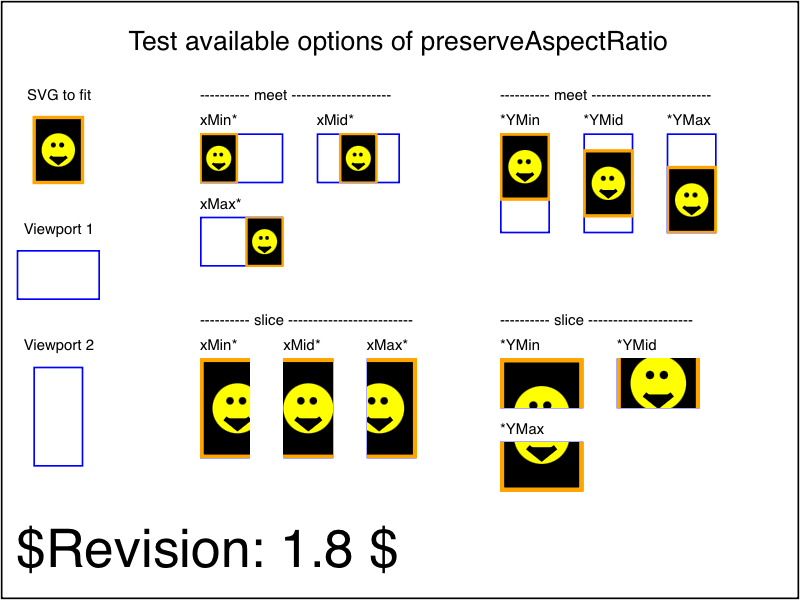 Test available options of preserveAspectRatio
SVG to fit
---------- meet --------------------
---------- meet ------------------------
xMin*
xMid*
*YMin
*YMid
*YMax
xMax*
Viewport 1
---------- slice -------------------------
---------- slice ---------------------
Viewport 2
xMin*
xMid*
xMax*
*YMin
*YMid
*YMax
$Revision: 1.8 $